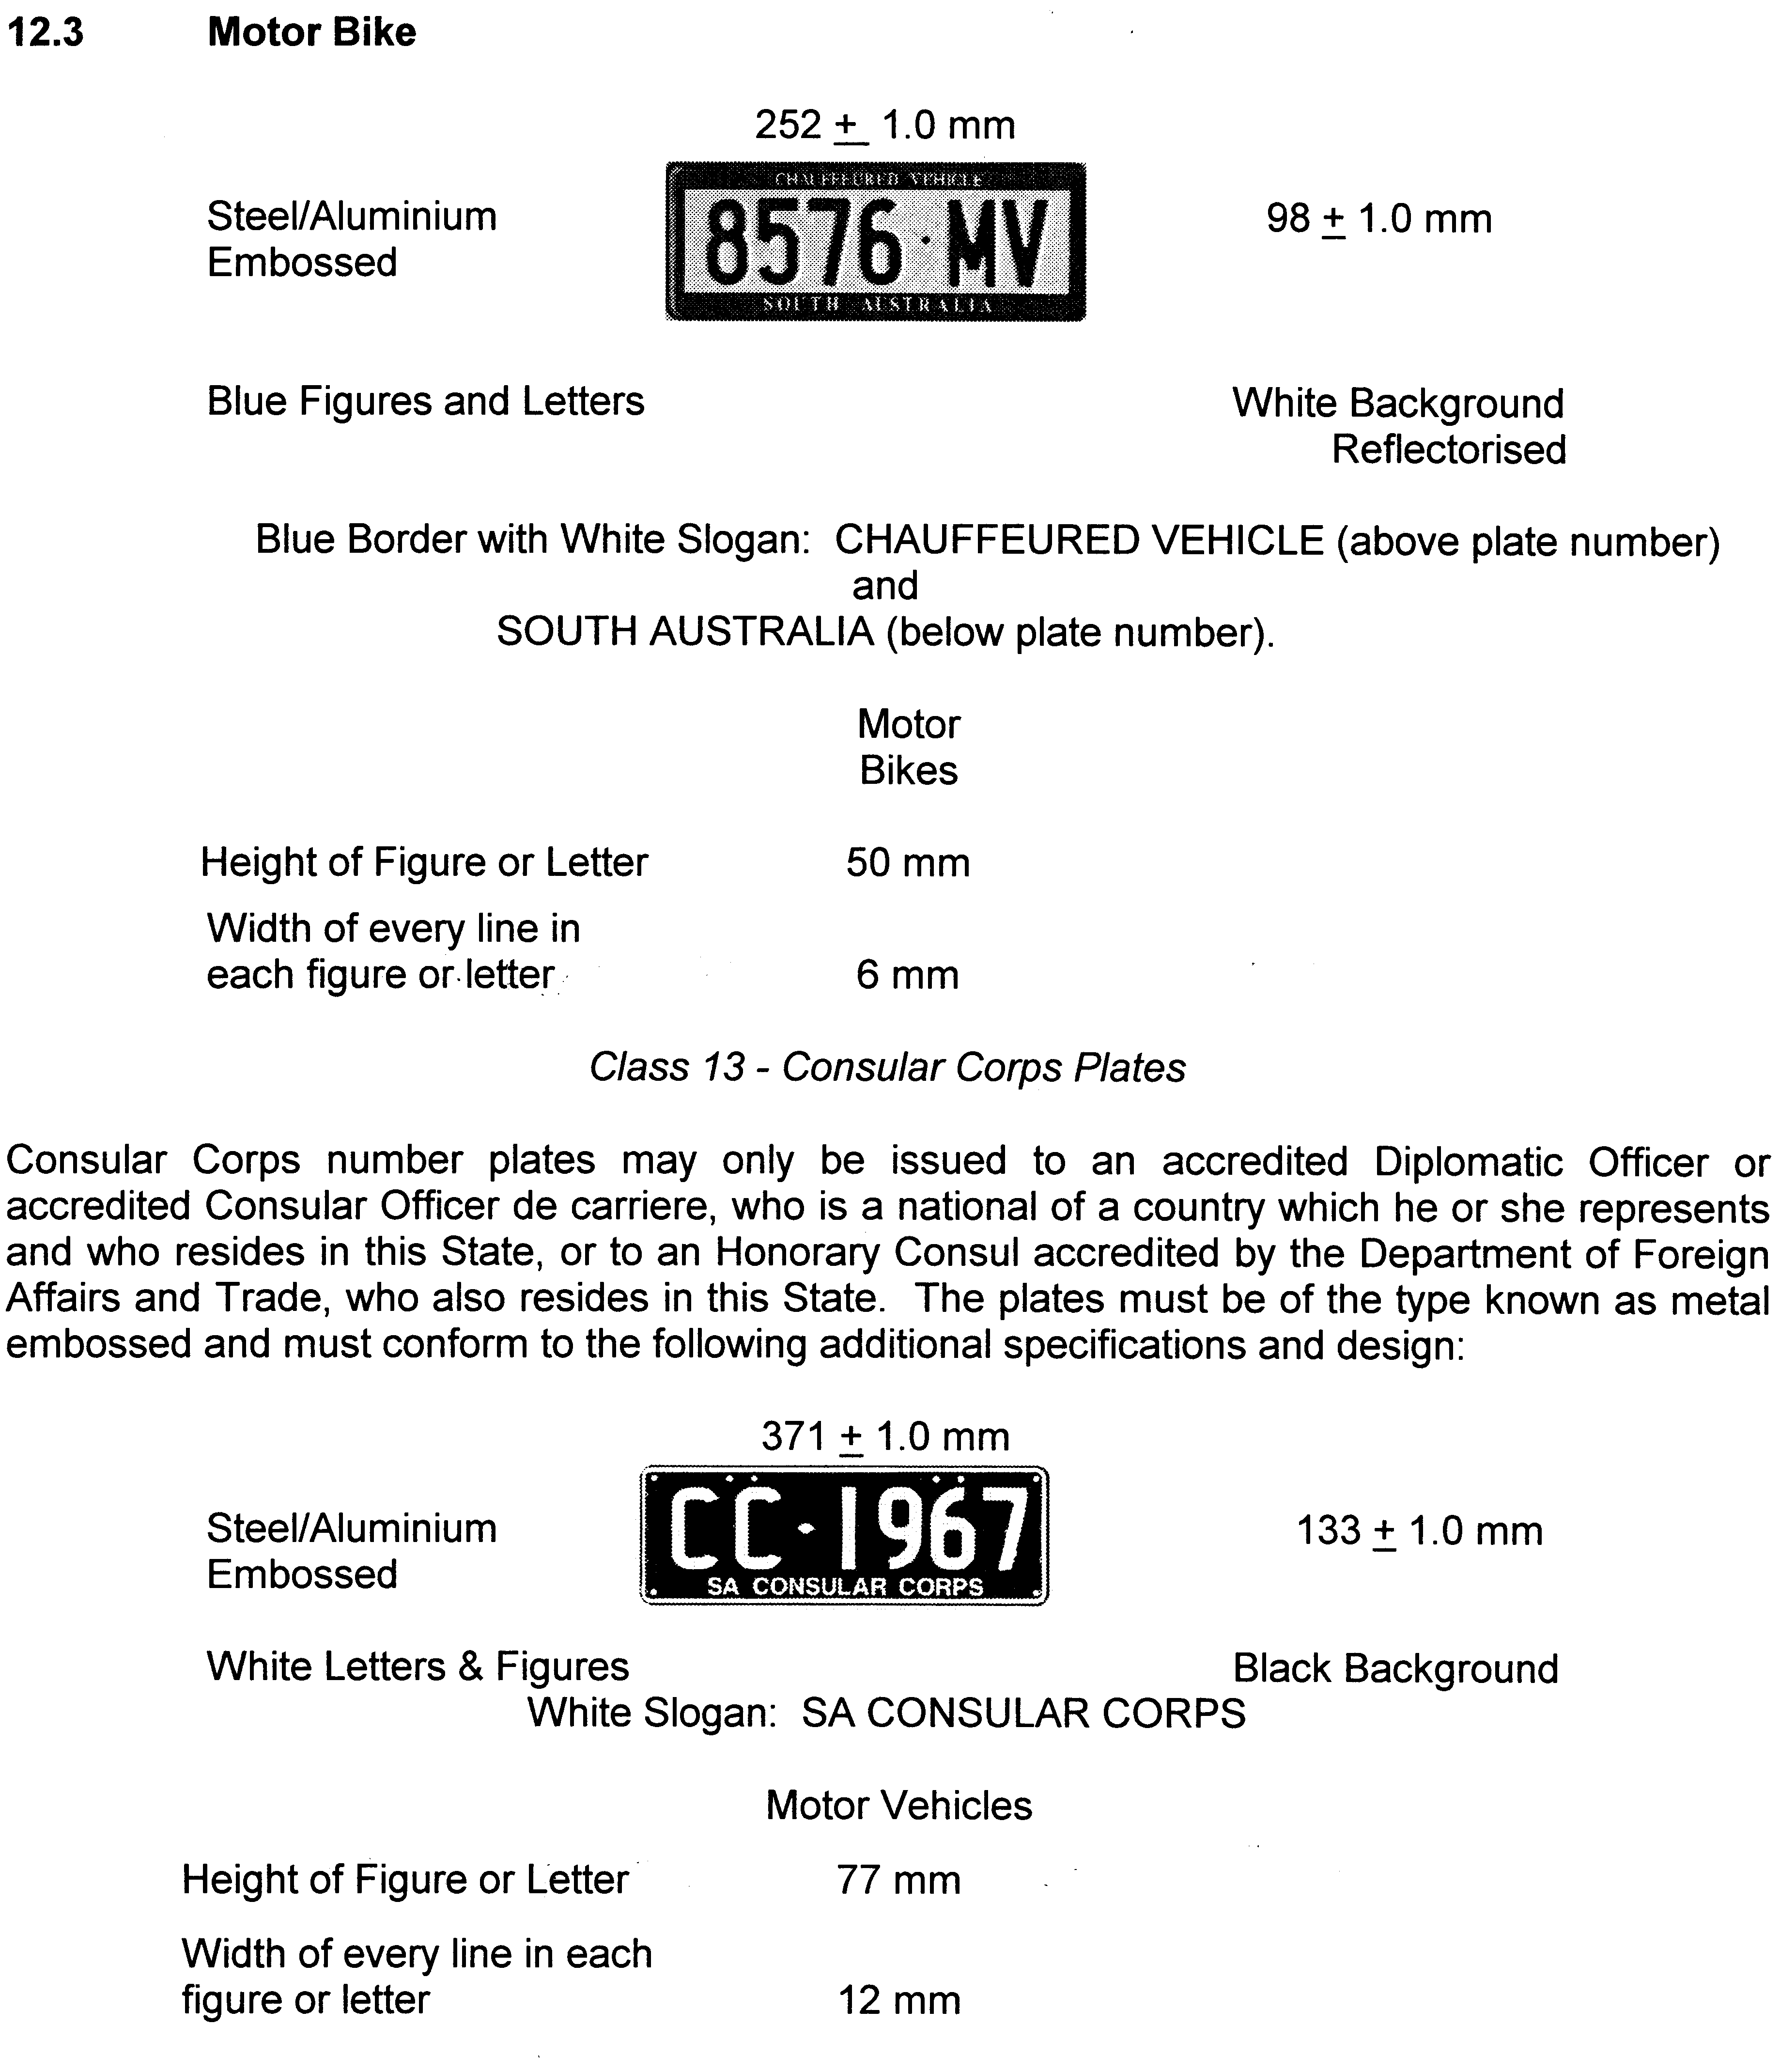 12.3 Motor Bike
252 ± 1.0 mm
CHAUFFEURED VEHICLE
8576·MV
SOUTH AUSTRALIA
Steel/Aluminium
Embossed
98 ± 1.0 mm
Blue Figures and Letters
White Background
Reflectorised
Blue Border with White Slogan: CHAUFFEURED VEHICLE (above plate number)
and
SOUTH AUSTRALIA (below plate number).
Motor
Bikes
Height of Figure or Letter 50 mm
Width of every line in
each figure or letter 6 mm
Class 13 - Consular Corps Plates
Consular Corps number plates may only be issued to an accredited Diplomatic Officer or
accredited Consular Officer de carriere, who is a national of a country which he or she represents
and who resides in this State, or to an Honorary Consul accredited by the Department of Foreign
Affairs and Trade, who also resides in this State. The plates must be of the type known as metal
embossed and must conform to the following additional specifications and design:
371 ± 1.0 mm
CC·1967
SA CONSULAR CORPS
Steel/Aluminium
Embossed
133 ± 1.0 mm
White Letters & Figures Black Background
White Slogan: SA CONSULAR CORPS
Motor Vehicles
Height of Figure or Letter 77 mm
Width of every line in each
figure or letter 12 mm